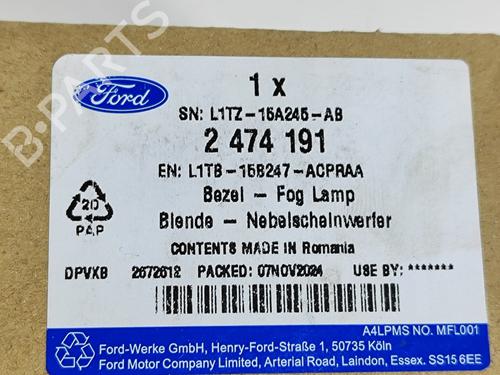 B-PARTS
Ford
1 x
SN: L1TZ-15A245-AB
2 474 191
EN: L1TB-15B247-ACPRAA
Bezel - Fog Lamp
Blende - Nebelscheinwerfer
CONTENTS MADE IN Romania
20
PAP
DPVXB 2672612 PACKED: 07NOV2024 USE BY: *******
A4LPMS NO. MFL001
Ford-Werke GmbH, Henry-Ford-Straße 1, 50735 Köln
Ford Motor Company Limited, Arterial Road, Laindon, Essex. SS15 6EE